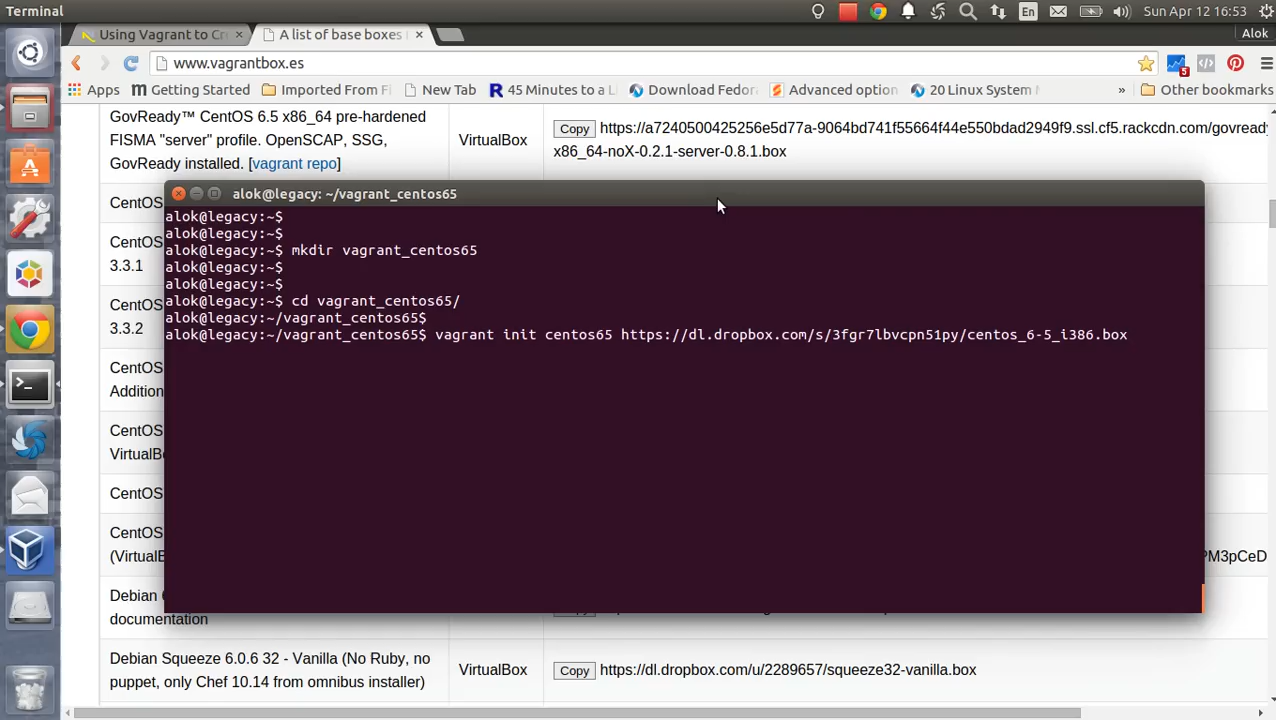 Terminal
En
Sun Apr 12 16:53
Using Vagrant to Cr
A list of base boxes
Alok
www.vagrantbox.es
5
Apps
Getting Started
Imported From Fi
New Tab
45 Minutes to a L
Download Fedor
Advanced option
20 Linux System
»
Other bookmarks
GovReady™ CentOS 6.5 x86_64 pre-hardened
FISMA "server" profile. OpenSCAP, SSG,
GovReady installed. [vagrant repo]
VirtualBox
Copy
https://a7240500425256e5d77a-9064bd741f55664f44e550bdad2949f9.ssl.cf5.rackcdn.com/govready
x86_64-noX-0.2.1-server-0.8.1.box
alok@legacy: ~/vagrant_centos65
alok@legacy:~$
alok@legacy:~$
alok@legacy:~$ mkdir vagrant_centos65
alok@legacy:~$
alok@legacy:~$
alok@legacy:~$ cd vagrant_centos65/
alok@legacy:~/vagrant_centos65$
alok@legacy:~/vagrant_centos65$ vagrant init centos65 https://dl.dropbox.com/s/3fgr7lbvcpn51py/centos_6-5_i386.box
CentOS
CentOS
3.3.1
CentOS
3.3.2
CentOS
Addition
CentOS
VirtualB
CentOS
CentOS
(VirtualB
PM3pCeD
Debian 6
documentation
Debian Squeeze 6.0.6 32 - Vanilla (No Ruby, no
puppet, only Chef 10.14 from omnibus installer)
VirtualBox
Copy
https://dl.dropbox.com/u/2289657/squeeze32-vanilla.box